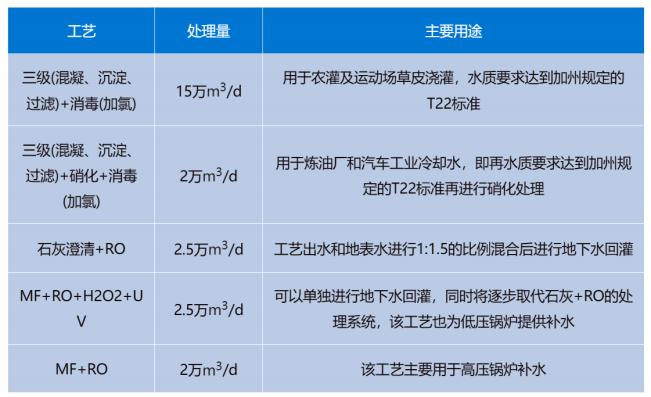 工艺 处理量 主要用途
三级(混凝、沉淀、
过滤)+消毒(加氯)
15万m³/d
用于农灌及运动场草皮浇灌，水质要求达到加州规定的
T22标准
三级(混凝、沉淀、
过滤)+硝化+消毒
(加氯)
2万m³/d
用于炼油厂和汽车工业冷却水，即再水质要求达到加州规
定的T22标准再进行硝化处理
石灰澄清+RO
2.5万m³/d
工艺出水和地表水进行1:1.5的比例混合后进行地下水回灌
MF+RO+H2O2+U
V
2.5万m³/d
可以单独进行地下水回灌，同时将逐步取代石灰+RO的处
理系统，该工艺也为低压锅炉提供补水
MF+RO
2万m³/d
该工艺主要用于高压锅炉补水